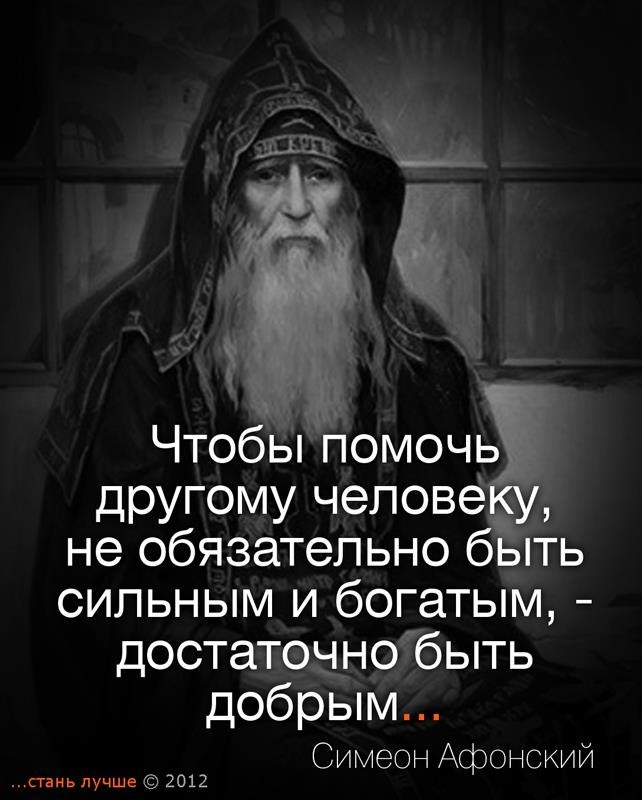 Чтобы помочь
другому человеку,
не обязательно быть
сильным и богатым, -
достаточно быть
добрым...
Симеон Афонский
...стань лучше © 2012